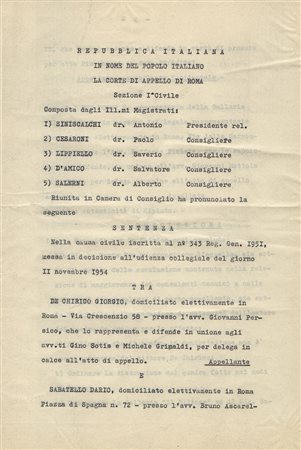 REPUBBLICA ITALIANA
IN NOME DEL POPOLO ITALIANO
LA CORTE DI APPELLO DI ROMA
Sezione I°Civile
Composta dagli Ill.mi Magistrati:
1) SINISCALCHI dr. Antonio Presidente rel.
2) CESARONI dr. Paolo Consigliere
3) LIPPIELLO dr. Saverio Consigliere
4) D'AMICO dr. Salvatore Consigliere
5) SALERNI dr. Alberto Consigliere
Riunita in Camera di Consiglio ha pronunciato la
seguente
SENTENZA
Nella causa civile iscritta al n° 343 Reg. Gen. I95I,
messa in decisione all'udienza collegiale del giorno
II novembre I954
TRA
DE CHIRICO GIORGIO, domiciliato elettivamente in
Roma - Via Crescenzio 58 - presso l'avv. Giovanni Per-
sico, che lo rappresenta e difende in unione agli
avv.ti Gino Sotis e Michele Grimaldi, per delega in
calce all'atto di appello. Appellante
E
SABATELLO DARIO, domiciliato elettivamente in Roma
Piazza di Spagna n. 72 - presso l'avv. Bruno Ascarel-